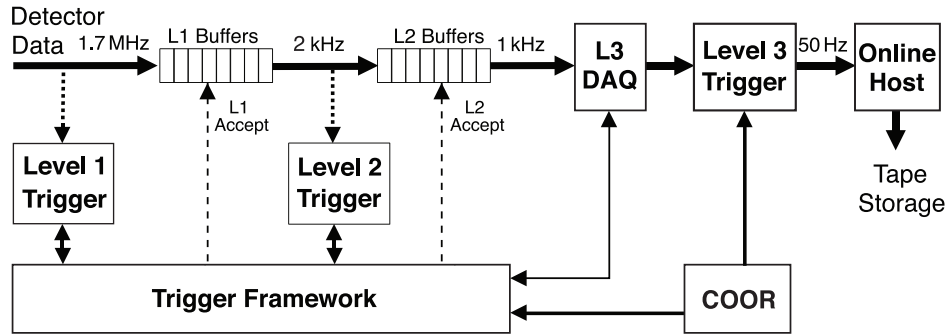 Detector
Data
1.7 MHz
L1 Buffers
2 kHz
L2 Buffers
1 kHz
L3
DAQ
Level 3
Trigger
50 Hz
Online
Host
L1
Accept
L2
Accept
Level 1
Trigger
Level 2
Trigger
Tape
Storage
Trigger Framework
COOR